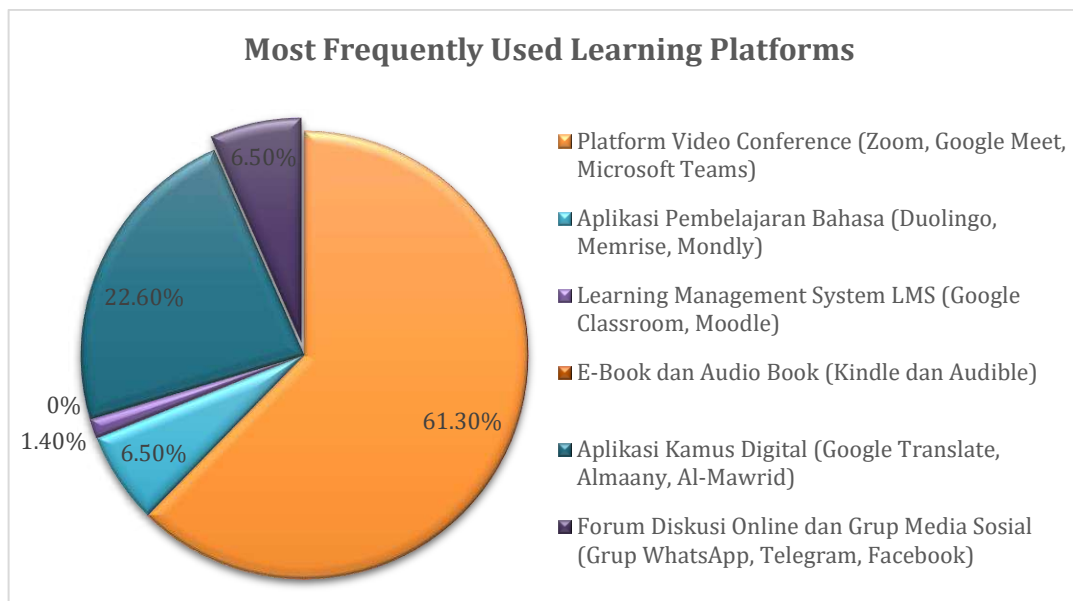 Most Frequently Used Learning Platforms
6.50%
22.60%
0%
1.40%
6.50%
61.30%
Platform Video Conference (Zoom, Google Meet,
Microsoft Teams)
Aplikasi Pembelajaran Bahasa (Duolingo,
Memrise, Mondly)
Learning Management System LMS (Google
Classroom, Moodle)
E-Book dan Audio Book (Kindle dan Audible)
Aplikasi Kamus Digital (Google Translate,
Almaany, Al-Mawrid)
Forum Diskusi Online dan Grup Media Sosial
(Grup WhatsApp, Telegram, Facebook)